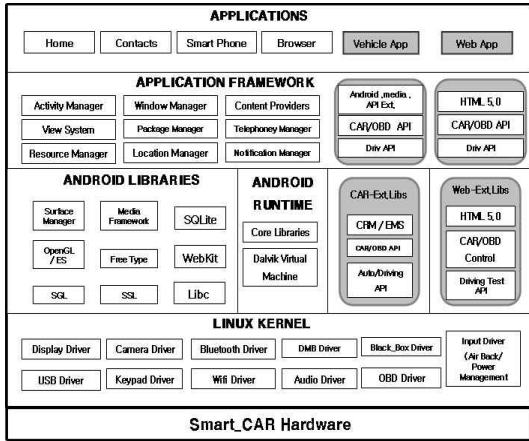 APPLICATIONS
Home
Contacts
Smart Phone
Browser
Vehicle App
Web App
APPLICATION FRAMEWORK
Activity Manager
Window Manager
Content Providers
View System
Package Manager
Telephoney Manager
Resource Manager
Location Manager
Notification Manager
Android ,media ,
API Ext,
CAR/OBD API
Driv API
HTML 5,0
CAR/OBD API
Driv API
ANDROID LIBRARIES
Surface
Manager
Media
Framework
SQLite
OpenGL
/ ES
Free Type
WebKit
SGL
SSL
Libc
ANDROID
RUNTIME
Core Libraries
Dalvik Virtual
Machine
CAR-Ext,Libs
CRM / EMS
CAR/OBD API
Auto/Driving
API
Web-Ext,Libs
HTML 5,0
CAR/OBD
Control
Driving Test
API
LINUX KERNEL
Display Driver
Camera Driver
Bluetooth Driver
DMB Driver
Black_Box Driver
USB Driver
Keypad Driver
Wifi Driver
Audio Driver
OBD Driver
Input Driver
(Air Back/
Power
Management)
Smart_CAR Hardware